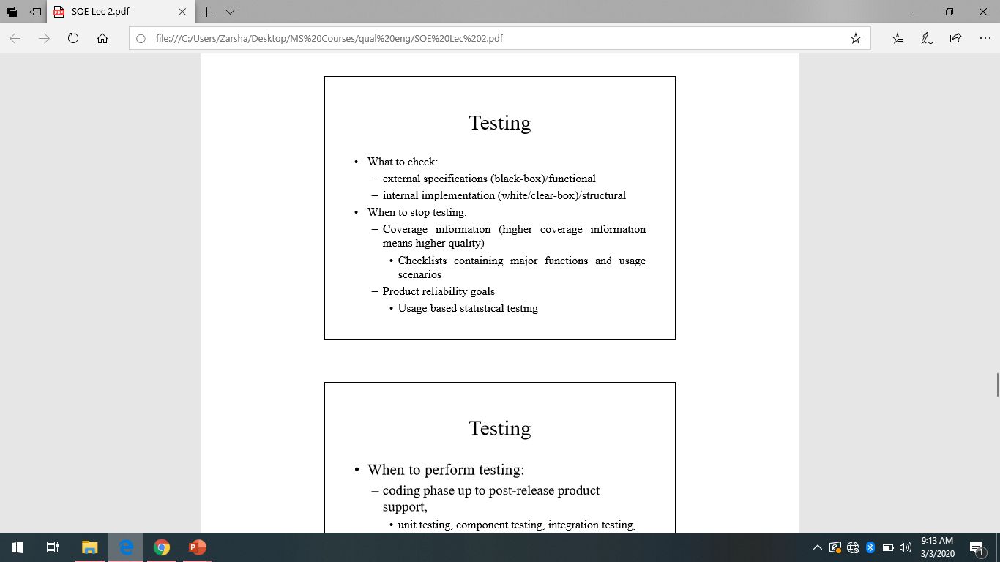 SQE Lec 2.pdf
file:///C:/Users/Zarsha/Desktop/MS%20Courses/qual%20eng/SQE%20Lec%202.pdf
Testing
• What to check:
– external specifications (black-box)/functional
– internal implementation (white/clear-box)/structural
• When to stop testing:
– Coverage information (higher coverage information
means higher quality)
• Checklists containing major functions and usage
scenarios
– Product reliability goals
• Usage based statistical testing
Testing
• When to perform testing:
– coding phase up to post-release product
support,
• unit testing, component testing, integration testing,
9:13 AM
3/3/2020
1